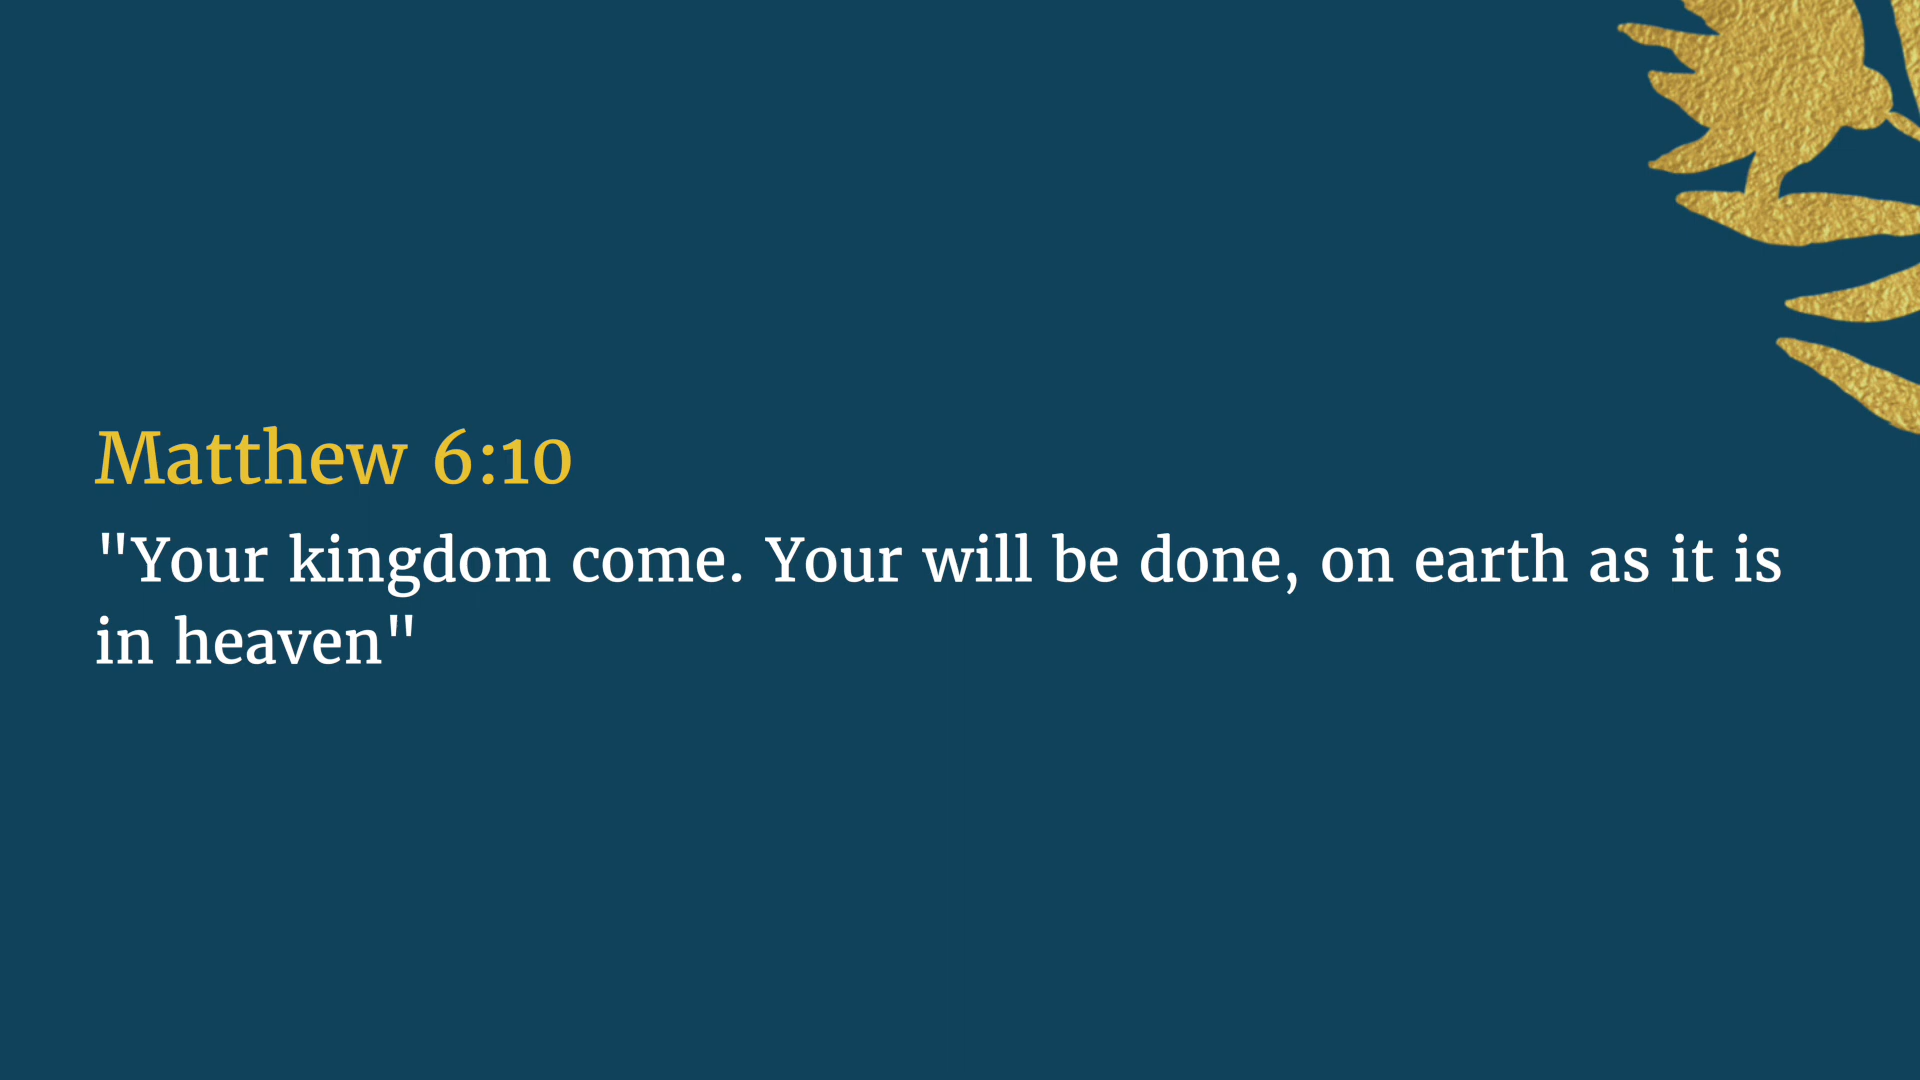 Matthew 6:10
"Your kingdom come. Your will be done, on earth as it is
in heaven"